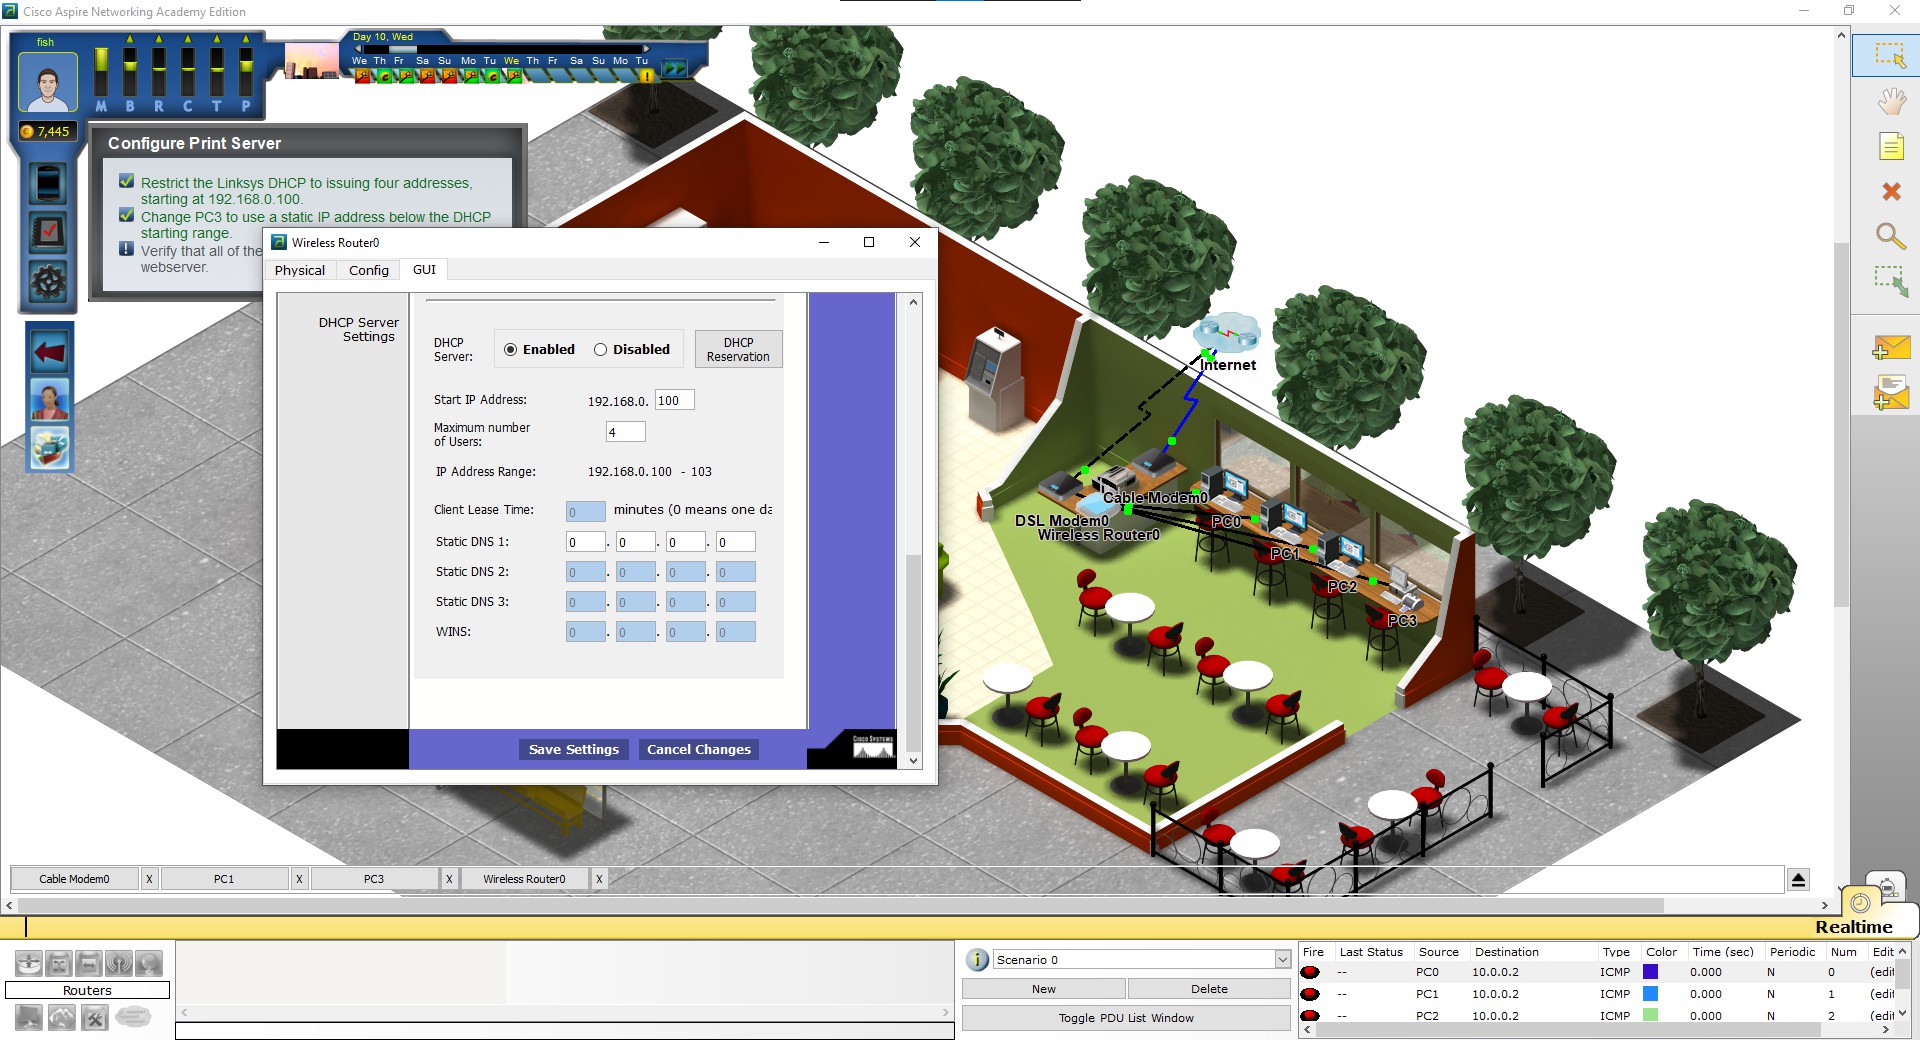 Cisco Aspire Networking Academy Edition
fish
Day 10, Wed
We Th Fr Sa Su Mo Tu We Th Fr Sa Su Mo Tu
M B R C T P
7,445
Configure Print Server
Restrict the Linksys DHCP to issuing four addresses,
starting at 192.168.0.100.
Change PC3 to use a static IP address below the DHCP
starting range.
Verify that all of the
webserver.
Wireless Router0
Physical Config GUI
DHCP Server
Settings
DHCP
Server:
Enabled Disabled
DHCP
Reservation
Start IP Address: 192.168.0. 100
Maximum number
of Users:
4
IP Address Range: 192.168.0.100 - 103
Client Lease Time: 0 minutes (0 means one da
Static DNS 1: 0 . 0 . 0 . 0
Static DNS 2: 0 . 0 . 0 . 0
Static DNS 3: 0 . 0 . 0 . 0
WINS: 0 . 0 . 0 . 0
Save Settings Cancel Changes
CISCO SYSTEMS
Internet
Cable Modem0
DSL Modem0
Wireless Router0
PC0
PC1
PC2
PC3
Cable Modem0 X PC1 X PC3 X Wireless Router0 X
Realtime
Routers
Scenario 0
New Delete
Toggle PDU List Window
Fire Last Status Source Destination Type Color Time (sec) Periodic Num Edit
-- PC0 10.0.0.2 ICMP 0.000 N 0 (edit
-- PC1 10.0.0.2 ICMP 0.000 N 1 (edit
-- PC2 10.0.0.2 ICMP 0.000 N 2 (edit